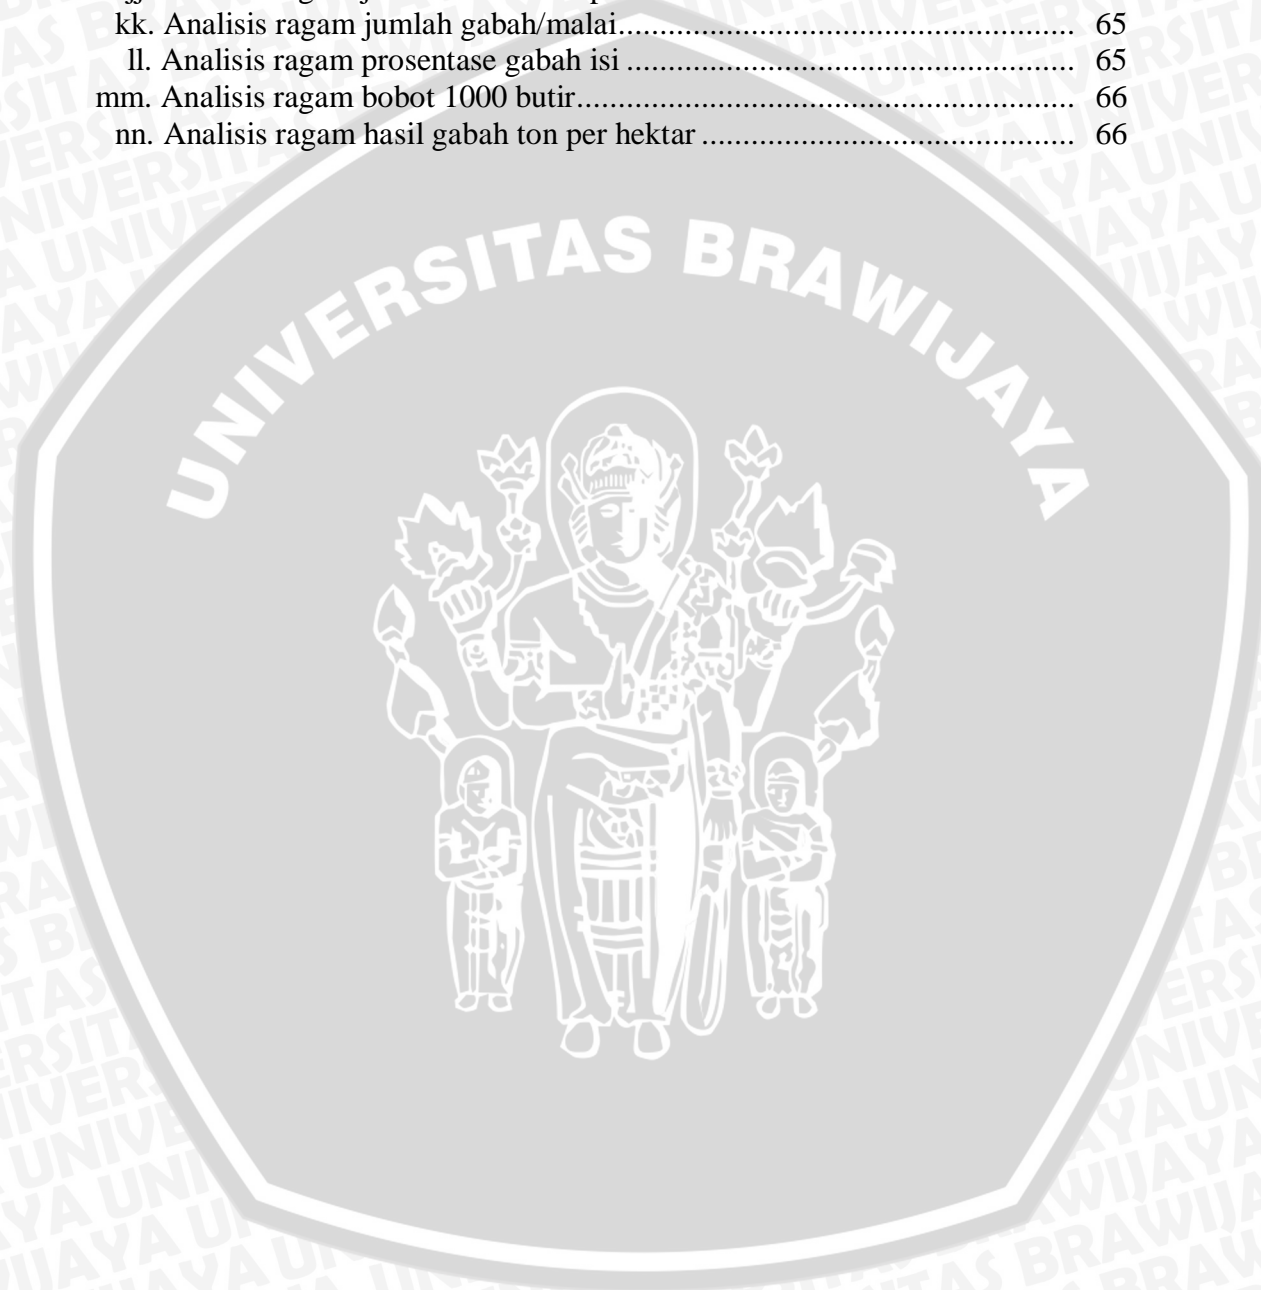 kk. Analisis ragam jumlah gabah/malai....................................................... 65
ll. Analisis ragam prosentase gabah isi ...................................................... 65
mm. Analisis ragam bobot 1000 butir............................................................ 66
nn. Analisis ragam hasil gabah ton per hektar ............................................. 66
UNIVERSITAS BRAWIJAYA